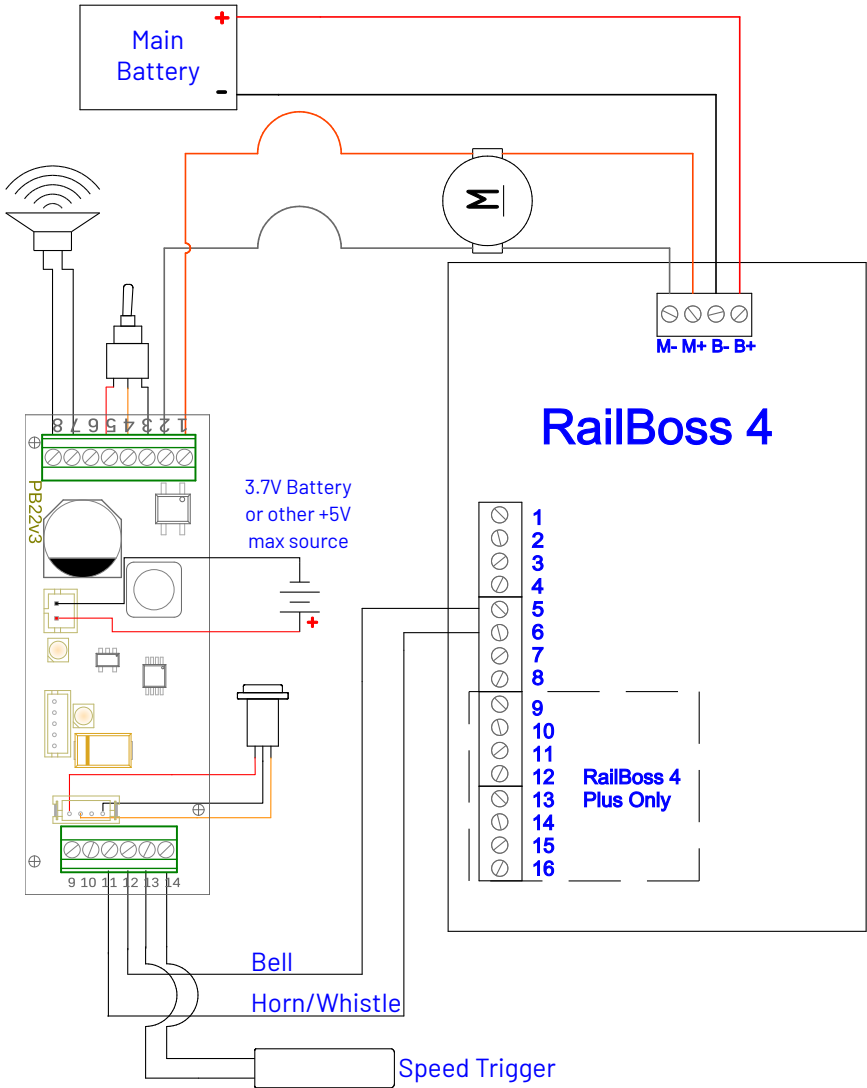 +
Main
Battery
-
M
M- M+ B- B+
RailBoss 4
8 7 6 5 4 3 2 1
PB22v3
3.7V Battery
or other +5V
max source
+
1
2
3
4
5
6
7
8
9
10
11
12
13
14
15
16
RailBoss 4
Plus Only
9 10 11 12 13 14
Bell
Horn/Whistle
Speed Trigger